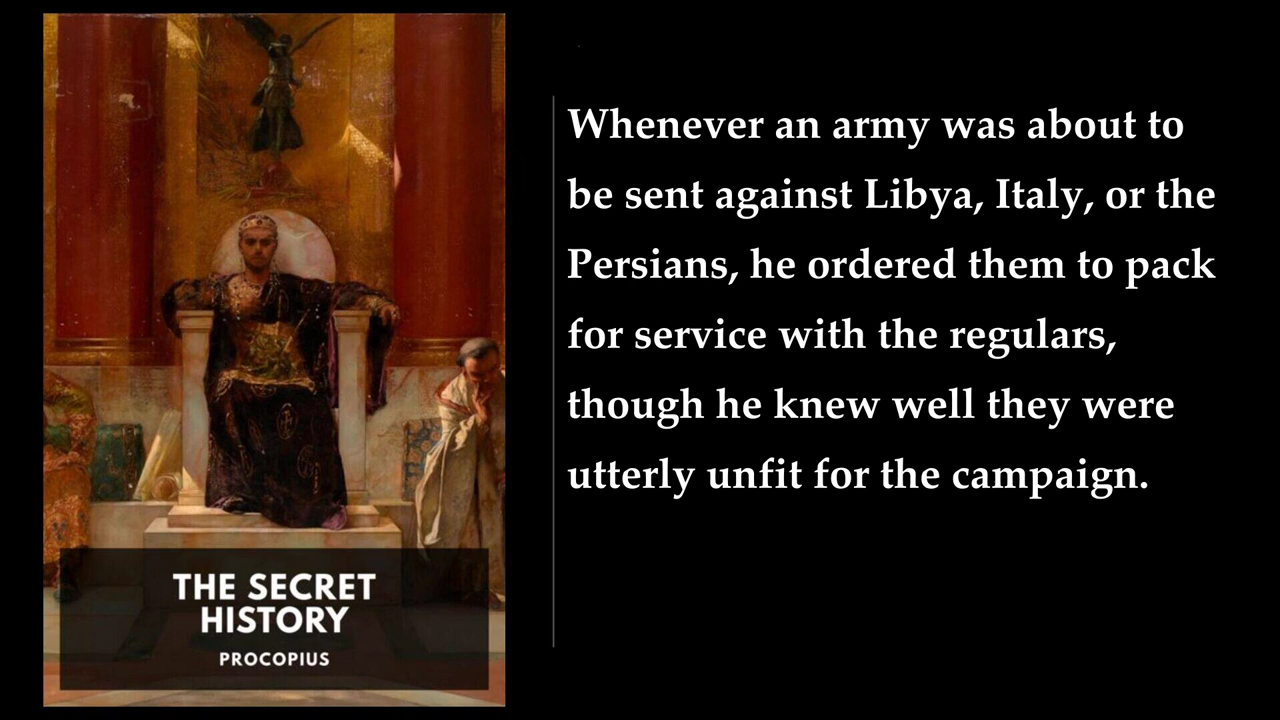 THE SECRET
HISTORY
PROCOPIUS
Whenever an army was about to
be sent against Libya, Italy, or the
Persians, he ordered them to pack
for service with the regulars,
though he knew well they were
utterly unfit for the campaign.